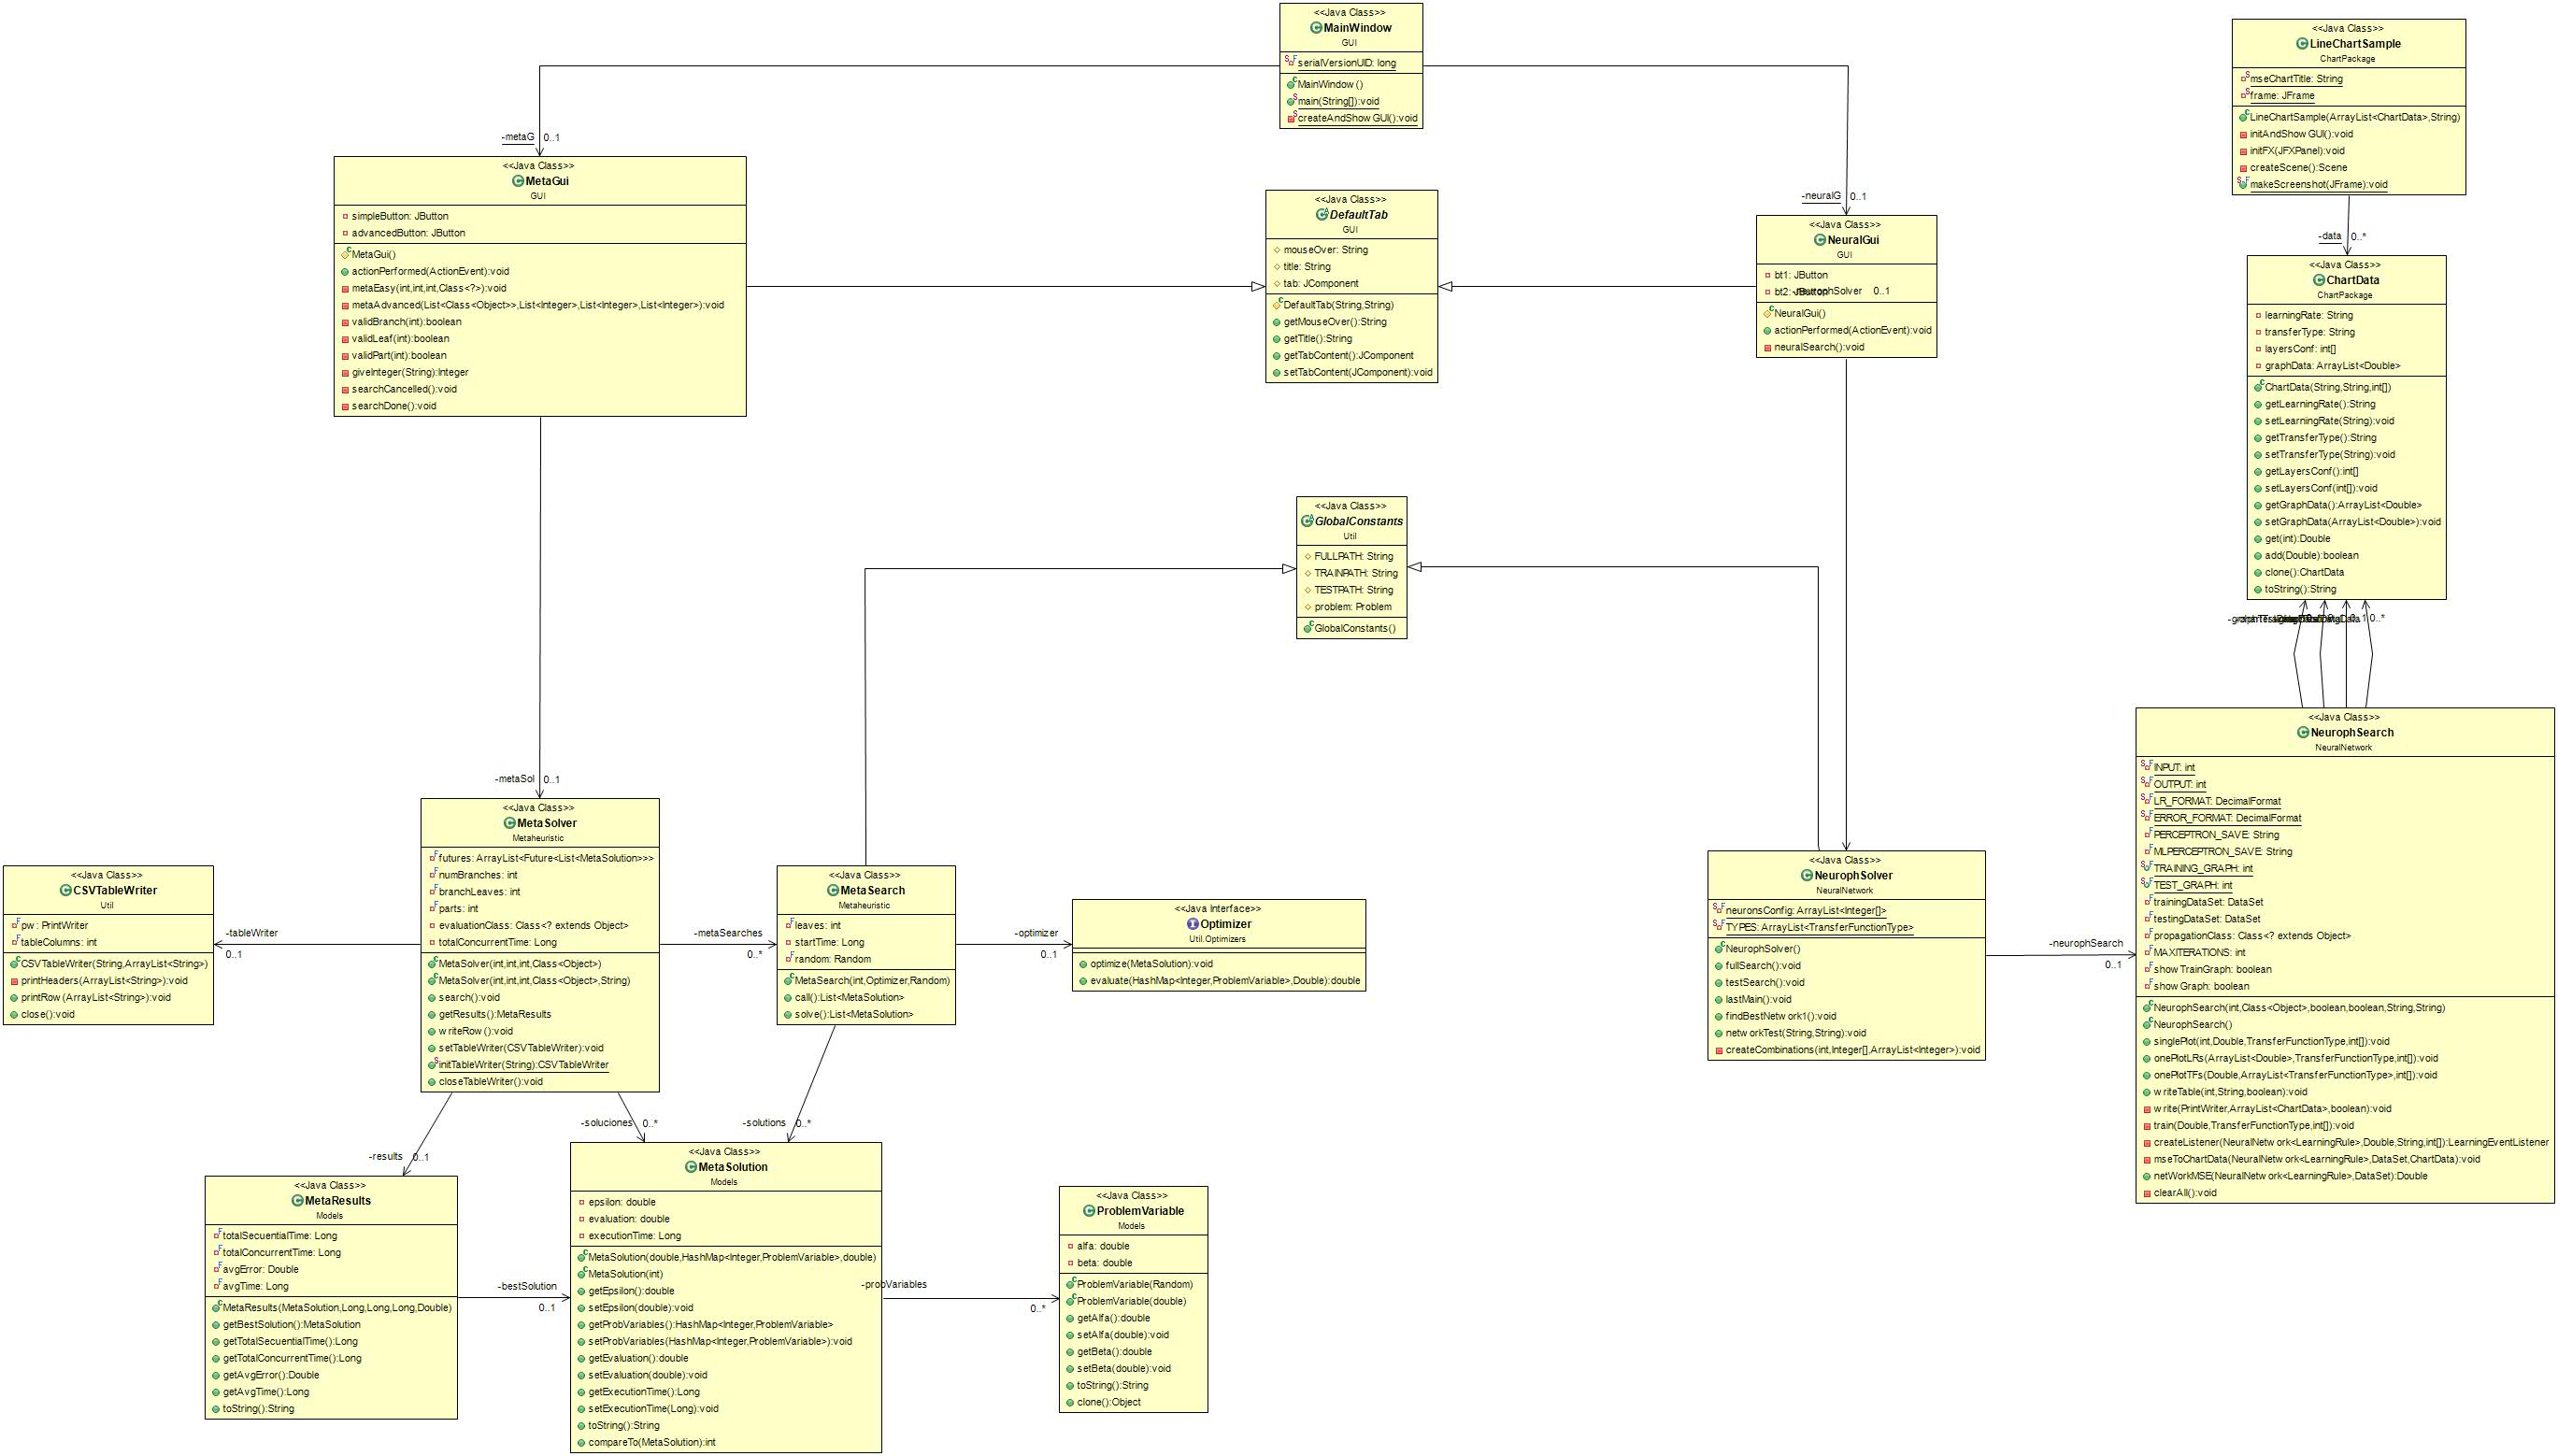 <<Java Class>>
MainWindow
GUI
serialVersionUID: long
MainWindow()
main(String[]):void
createAndShowGUI():void
-metaG
0..1
-neuralG
0..1
<<Java Class>>
LineChartSample
ChartPackage
mseChartTitle: String
frame: JFrame
LineChartSample(ArrayList<ChartData>,String)
initAndShowGUI():void
initFX(JFXPanel):void
createScene():Scene
makeScreenshot(JFrame):void
-data
0..*
<<Java Class>>
MetaGui
GUI
simpleButton: JButton
advancedButton: JButton
MetaGui()
actionPerformed(ActionEvent):void
metaEasy(int,int,int,Class<?>):void
metaAdvanced(List<Class<Object>>,List<Integer>,List<Integer>,List<Integer>):void
validBranch(int):boolean
validLeaf(int):boolean
validPart(int):boolean
giveInteger(String):Integer
searchCancelled():void
searchDone():void
<<Java Class>>
DefaultTab
GUI
mouseOver: String
title: String
tab: JComponent
DefaultTab(String,String)
getMouseOver():String
getTitle():String
getTabContent():JComponent
setTabContent(JComponent):void
<<Java Class>>
NeuralGui
GUI
bt1: JButton
bt2: JButton
-neurophSolver
0..1
NeuralGui()
actionPerformed(ActionEvent):void
neuralSearch():void
<<Java Class>>
ChartData
ChartPackage
learningRate: String
transferType: String
layersConf: int[]
graphData: ArrayList<Double>
ChartData(String,String,int[])
getLearningRate():String
setLearningRate(String):void
getTransferType():String
setTransferType(String):void
getLayersConf():int[]
setLayersConf(int[]):void
getGraphData():ArrayList<Double>
setGraphData(ArrayList<Double>):void
get(int):Double
add(Double):boolean
clone():ChartData
toString():String
0..*
<<Java Class>>
GlobalConstants
Util
FULLPATH: String
TRAINPATH: String
TESTPATH: String
problem: Problem
GlobalConstants()
-metaSol
0..1
<<Java Class>>
MetaSolver
Metaheuristic
futures: ArrayList<Future<List<MetaSolution>>>
numBranches: int
branchLeaves: int
parts: int
evaluationClass: Class<? extends Object>
totalConcurrentTime: Long
MetaSolver(int,int,int,Class<Object>)
MetaSolver(int,int,int,Class<Object>,String)
search():void
getResults():MetaResults
writeRow():void
setTableWriter(CSVTableWriter):void
initTableWriter(String):CSVTableWriter
closeTableWriter():void
<<Java Class>>
CSVTableWriter
Util
pw: PrintWriter
tableColumns: int
CSVTableWriter(String,ArrayList<String>)
printHeaders(ArrayList<String>):void
printRow(ArrayList<String>):void
close():void
-tableWriter
0..1
-metaSearches
0..*
<<Java Class>>
MetaSearch
Metaheuristic
leaves: int
startTime: Long
random: Random
MetaSearch(int,Optimizer,Random)
call():List<MetaSolution>
solve():List<MetaSolution>
-optimizer
0..1
<<Java Interface>>
Optimizer
Util.Optimizers
optimize(MetaSolution):void
evaluate(HashMap<Integer,ProblemVariable>,Double):double
<<Java Class>>
NeurophSolver
NeuralNetwork
neuronsConfig: ArrayList<Integer[]>
TYPES: ArrayList<TransferFunctionType>
NeurophSolver()
fullSearch():void
testSearch():void
lastMain():void
findBestNetwork1():void
networkTest(String,String):void
createCombinations(int,Integer[],ArrayList<Integer>):void
-neurophSearch
0..1
<<Java Class>>
NeurophSearch
NeuralNetwork
INPUT: int
OUTPUT: int
LR_FORMAT: DecimalFormat
ERROR_FORMAT: DecimalFormat
PERCEPTRON_SAVE: String
MLPERCEPTRON_SAVE: String
TRAINING_GRAPH: int
TEST_GRAPH: int
trainingDataSet: DataSet
testingDataSet: DataSet
propagationClass: Class<? extends Object>
MAXITERATIONS: int
showTrainGraph: boolean
showGraph: boolean
NeurophSearch(int,Class<Object>,boolean,boolean,String,String)
NeurophSearch()
singlePlot(int,Double,TransferFunctionType,int[]):void
onePlotLRs(ArrayList<Double>,TransferFunctionType,int[]):void
onePlotTFs(Double,ArrayList<TransferFunctionType>,int[]):void
writeTable(int,String,boolean):void
write(PrintWriter,ArrayList<ChartData>,boolean):void
train(Double,TransferFunctionType,int[]):void
createListener(NeuralNetwork<LearningRule>,Double,String,int[]):LearningEventListener
mseToChartData(NeuralNetwork<LearningRule>,DataSet,ChartData):void
netWorkMSE(NeuralNetwork<LearningRule>,DataSet):Double
clearAll():void
-results
0..1
-soluciones
0..*
-solutions
0..*
<<Java Class>>
MetaResults
Models
totalSecuentialTime: Long
totalConcurrentTime: Long
avgError: Double
avgTime: Long
MetaResults(MetaSolution,Long,Long,Long,Double)
getBestSolution():MetaSolution
getTotalSecuentialTime():Long
getTotalConcurrentTime():Long
getAvgError():Double
getAvgTime():Long
toString():String
-bestSolution
0..1
<<Java Class>>
MetaSolution
Models
epsilon: double
evaluation: double
executionTime: Long
MetaSolution(double,HashMap<Integer,ProblemVariable>,double)
MetaSolution(int)
getEpsilon():double
setEpsilon(double):void
getProbVariables():HashMap<Integer,ProblemVariable>
setProbVariables(HashMap<Integer,ProblemVariable>):void
getEvaluation():double
setEvaluation(double):void
getExecutionTime():Long
setExecutionTime(Long):void
toString():String
compareTo(MetaSolution):int
-probVariables
0..*
<<Java Class>>
ProblemVariable
Models
alfa: double
beta: double
ProblemVariable(Random)
ProblemVariable(double)
getAlfa():double
setAlfa(double):void
getBeta():double
setBeta(double):void
toString():String
clone():Object